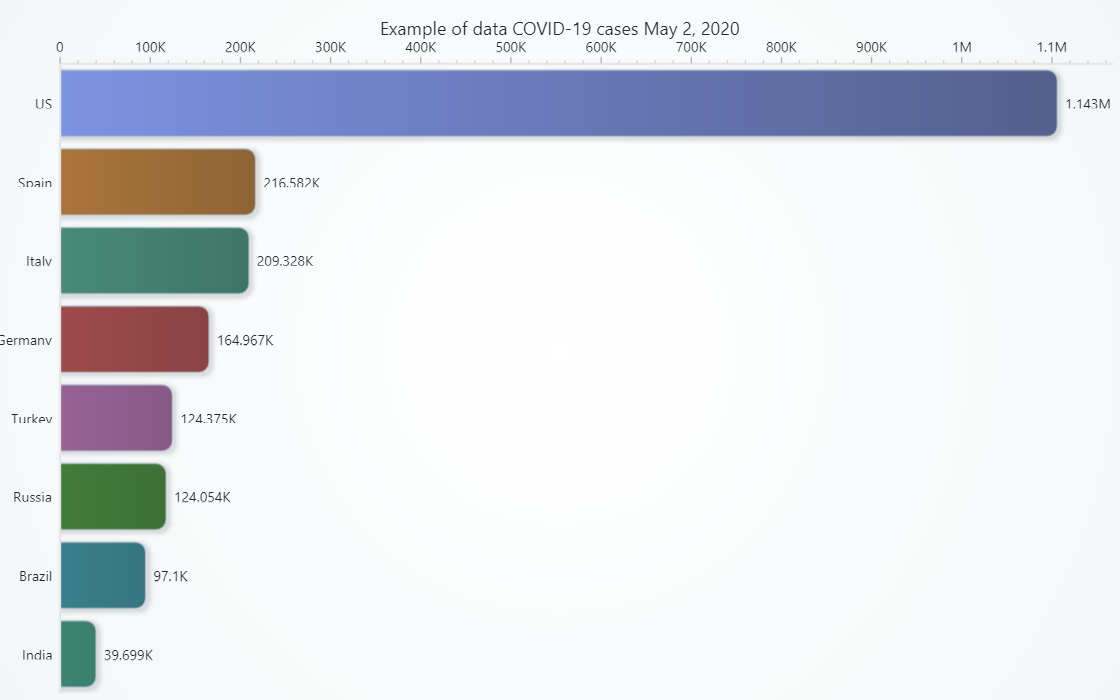 Example of data COVID-19 cases May 2, 2020
0 100K 200K 300K 400K 500K 600K 700K 800K 900K 1M 1.1M
US 1.143M
Spain 216.582K
Italy 209.328K
Germany 164.967K
Turkey 124.375K
Russia 124.054K
Brazil 97.1K
India 39.699K